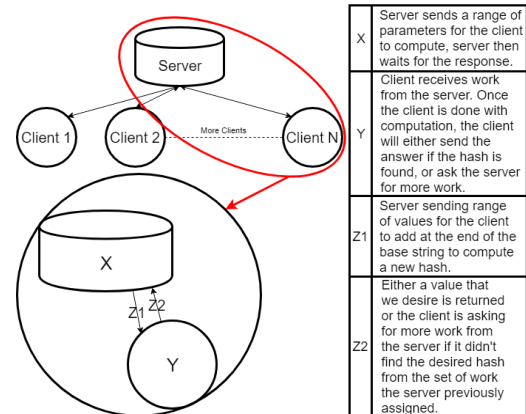 Server
Client 1
Client 2
More Clients
Client N
X
Z1
Z2
Y
X
Server sends a range of
parameters for the client
to compute, server then
waits for the response.
Y
Client receives work
from the server. Once
the client is done with
computation, the client
will either send the
answer if the hash is
found, or ask the server
for more work.
Z1
Server sending range
of values for the client
to add at the end of the
base string to compute
a new hash.
Z2
Either a value that
we desire is returned
or the client is asking
for more work from
the server if it didn't
find the desired hash
from the set of work
the server previously
assigned.